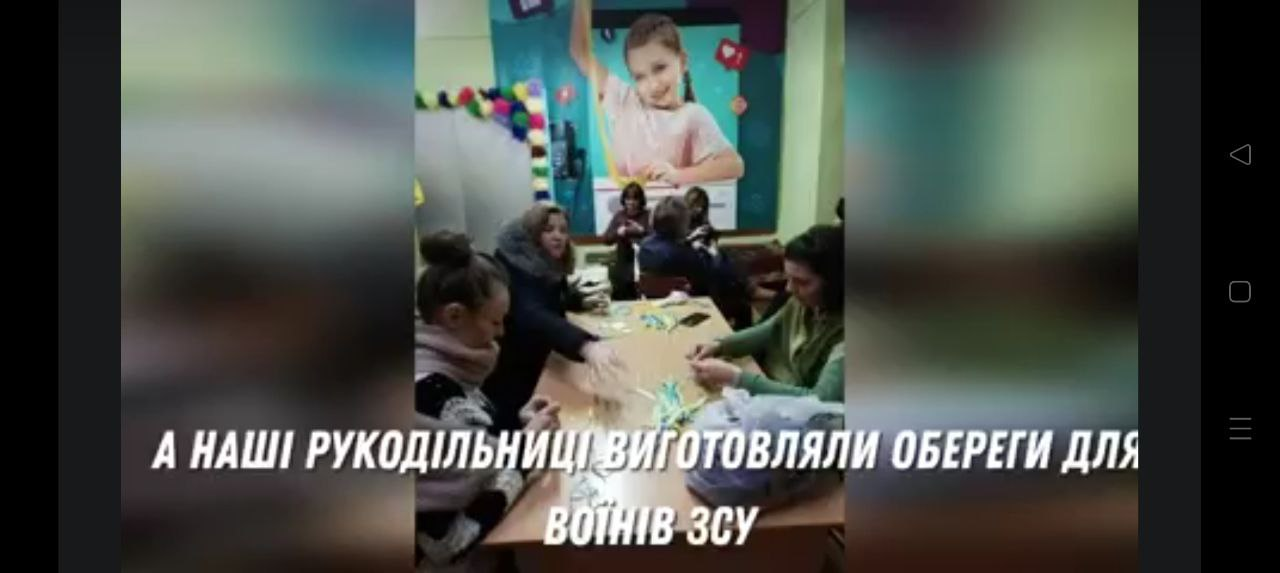 А НАШІ РУКОДІЛЬНИЦІ ВИГОТОВЛЯЛИ ОБЕРЕГИ ДЛЯ
ВОЇНІВ ЗСУ